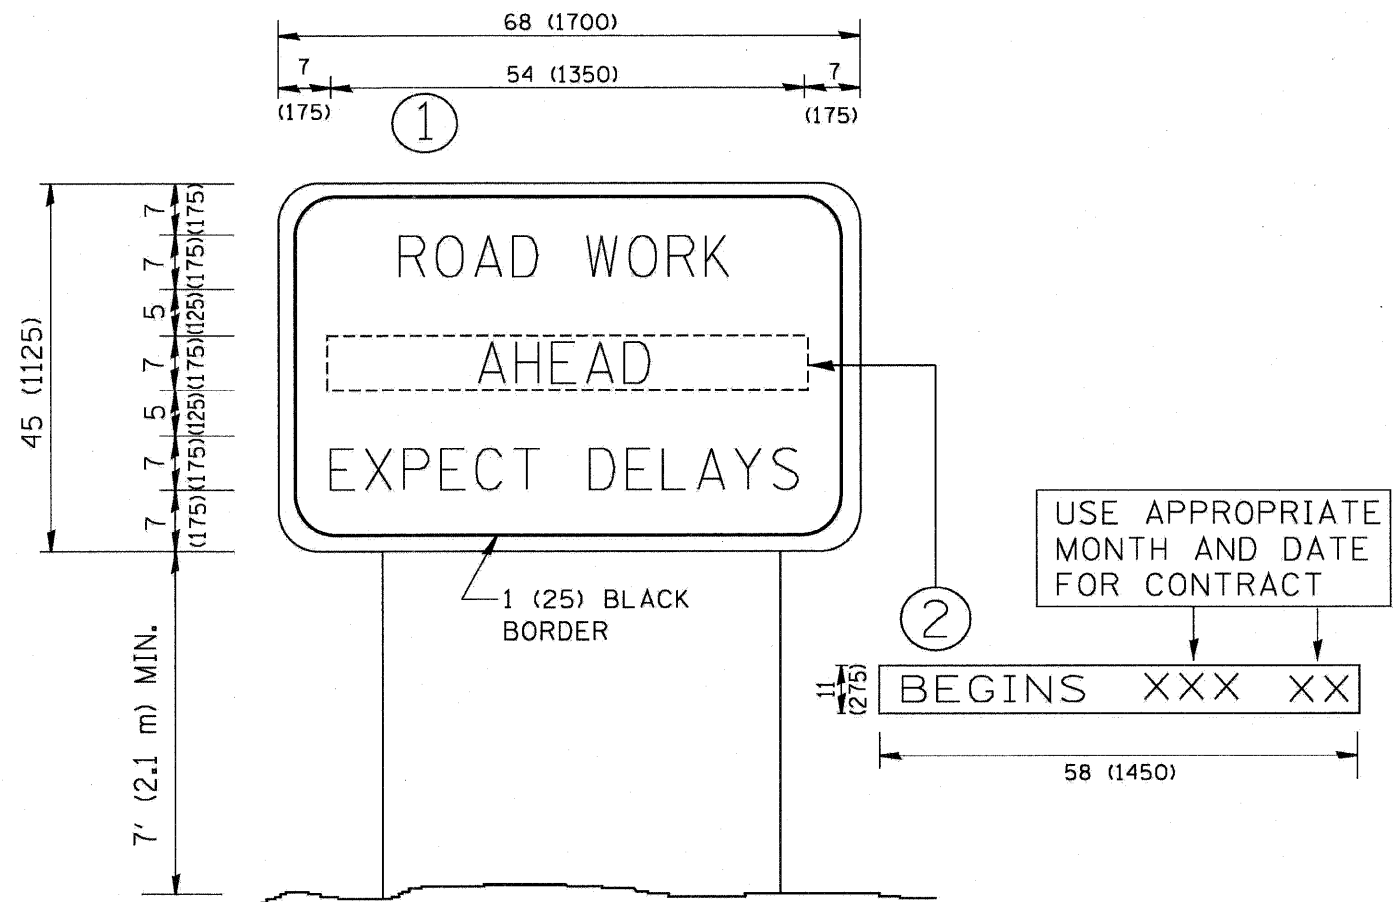 68 (1700)
7 54 (1350) 7
(175) (175)
1
45 (1125)
7 (175)
7 (175)
5 (125)
7 (175)
5 (125)
7 (175)
7 (175)
7' (2.1 m) MIN.
ROAD WORK
AHEAD
EXPECT DELAYS
1 (25) BLACK
BORDER
2
USE APPROPRIATE
MONTH AND DATE
FOR CONTRACT
11
(275)
BEGINS XXX XX
58 (1450)